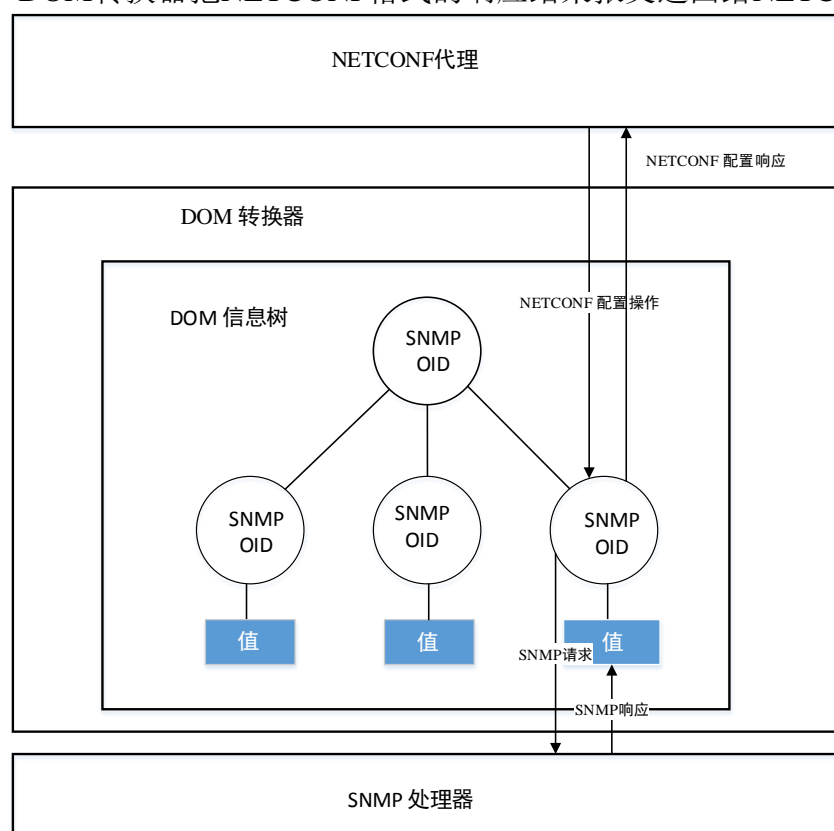 NETCONF代理
NETCONF 配置响应
DOM 转换器
NETCONF 配置操作
DOM 信息树
SNMP
OID
SNMP
OID
SNMP
OID
SNMP
OID
值
值
值
SNMP请求
SNMP响应
SNMP 处理器